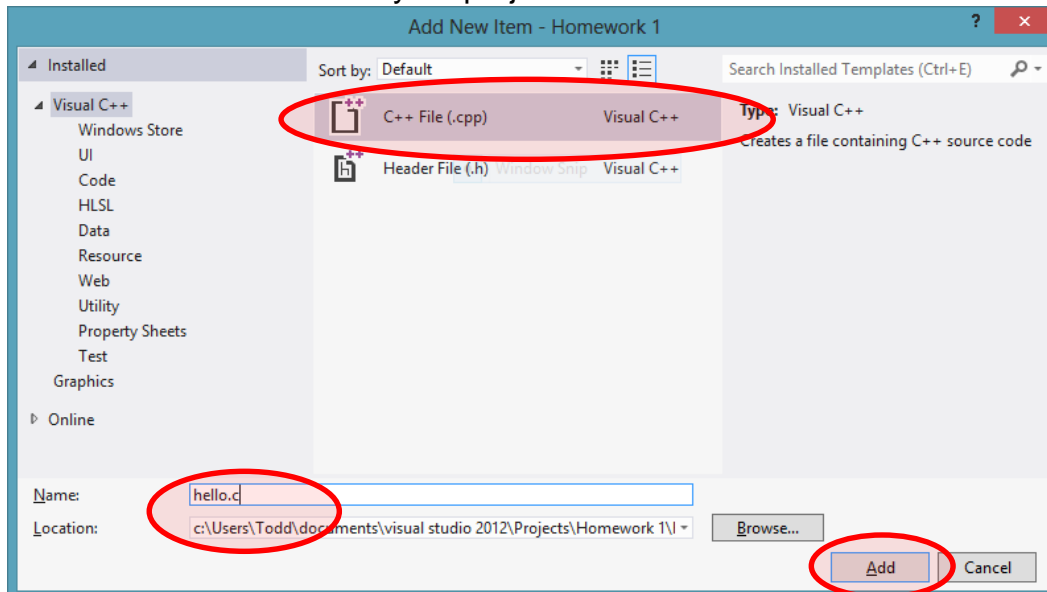 Add New Item - Homework 1
?
Installed
Sort by: Default
Search Installed Templates (Ctrl+E)
Visual C++
Windows Store
UI
Code
HLSL
Data
Resource
Web
Utility
Property Sheets
Test
Graphics
Online
C++ File (.cpp) Visual C++
Header File (.h) Window Snip Visual C++
Type: Visual C++
Creates a file containing C++ source code
Name: hello.c
Location: c:\Users\Todd\documents\visual studio 2012\Projects\Homework 1\
Browse...
Add Cancel